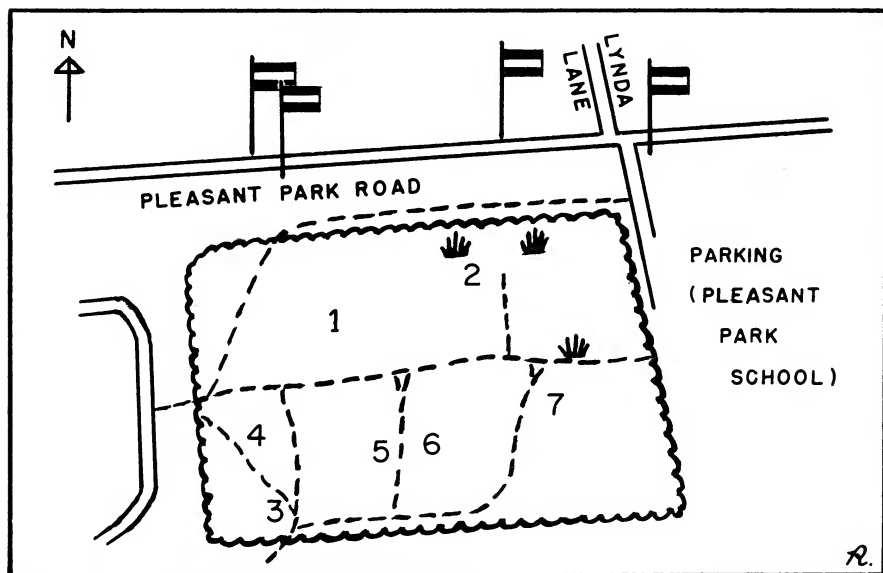 N
LYNDA
LANE
PLEASANT PARK ROAD
PARKING
(PLEASANT
PARK
SCHOOL)
2
1
7
4
5
6
3
R.